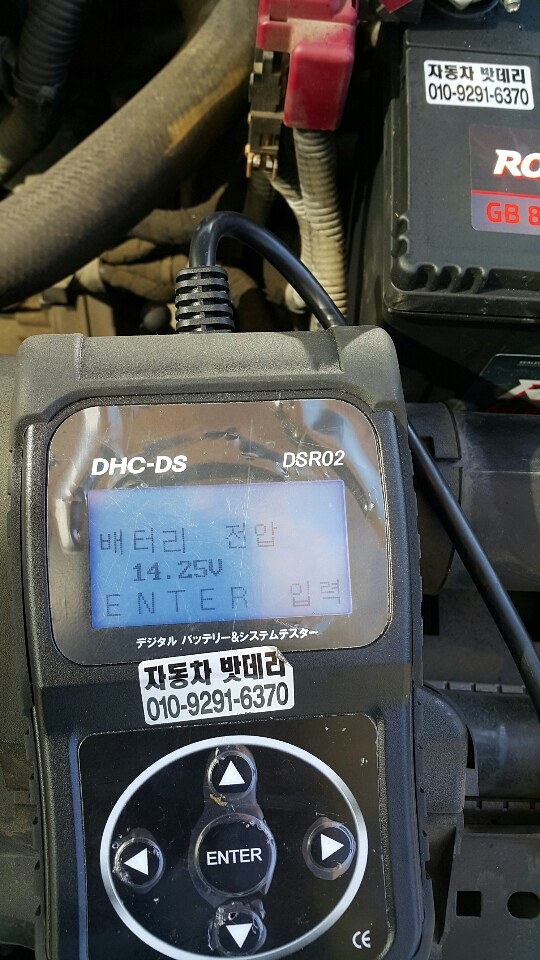 자동차 밧데리
010-9291-6370
RO
GB 8
DHC-DS
DSR02
배터리 전압
14.25V
ENTER 입력
デジタル バッテリー&システムテスター
자동차 밧데리
010-9291-6370
ENTER
CE